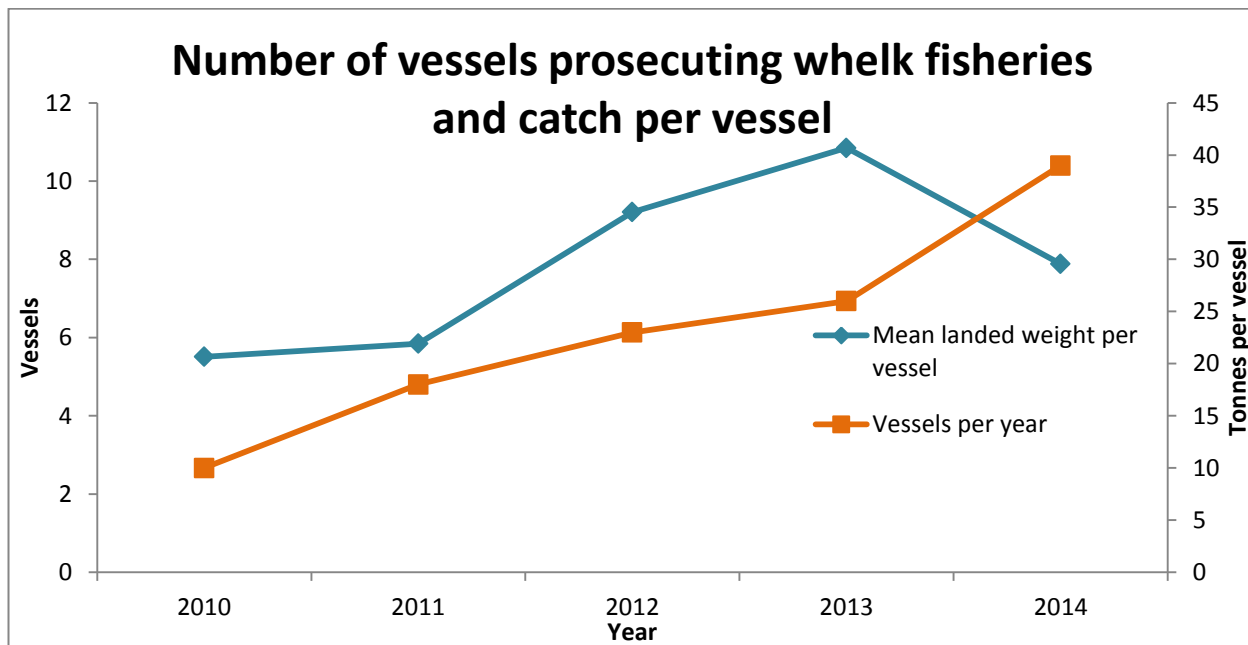 Number of vessels prosecuting whelk fisheries
and catch per vessel
12
10
8
6
4
2
0
Vessels
45
40
35
30
25
20
15
10
5
0
Tonnes per vessel
Mean landed weight per
vessel
Vessels per year
2010 2011 2012 2013 2014
Year